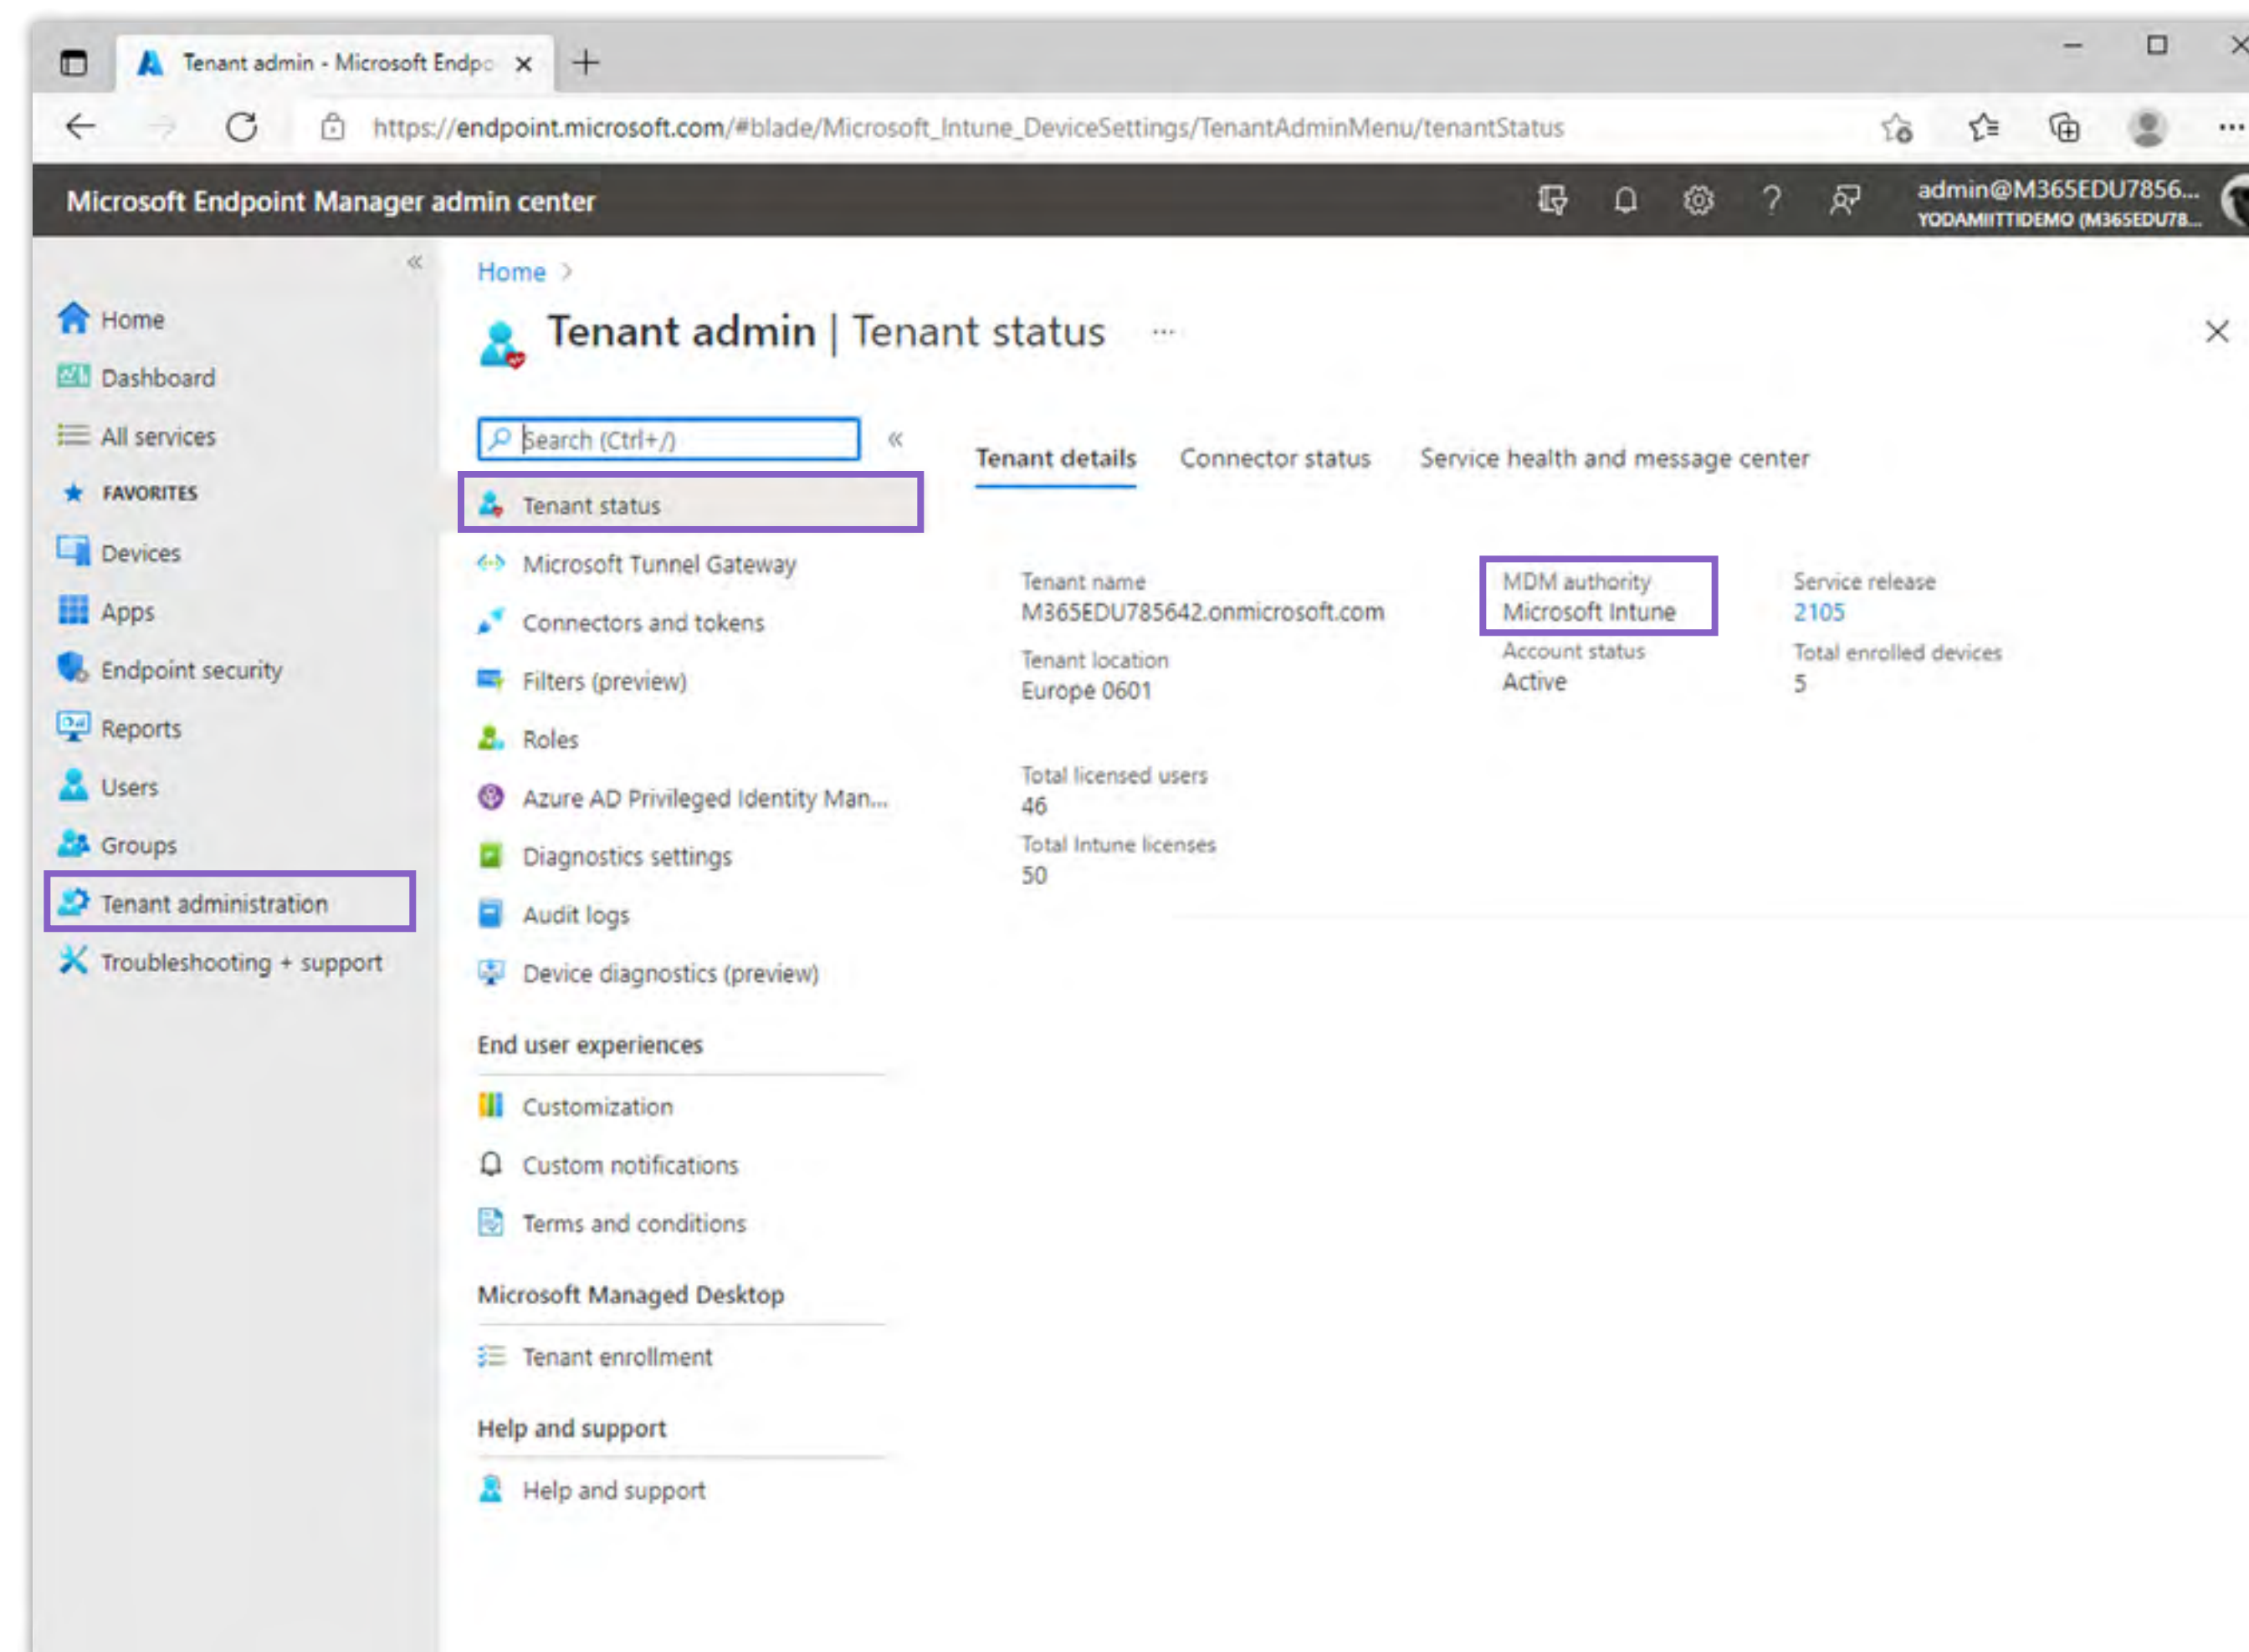 Tenant admin - Microsoft Endpo
https://endpoint.microsoft.com/#blade/Microsoft_Intune_DeviceSettings/TenantAdminMenu/tenantStatus
Microsoft Endpoint Manager admin center
admin@M365EDU7856...
YODAMIITTIDEMO (M365EDU78...
Home
Dashboard
All services
FAVORITES
Devices
Apps
Endpoint security
Reports
Users
Groups
Tenant administration
Troubleshooting + support
Home >
Tenant admin | Tenant status ...
Search (Ctrl+/)
Tenant status
Microsoft Tunnel Gateway
Connectors and tokens
Filters (preview)
Roles
Azure AD Privileged Identity Man...
Diagnostics settings
Audit logs
Device diagnostics (preview)
End user experiences
Customization
Custom notifications
Terms and conditions
Microsoft Managed Desktop
Tenant enrollment
Help and support
Help and support
Tenant details Connector status Service health and message center
Tenant name
M365EDU785642.onmicrosoft.com
Tenant location
Europe 0601
MDM authority
Microsoft Intune
Account status
Active
Service release
2105
Total enrolled devices
5
Total licensed users
46
Total Intune licenses
50